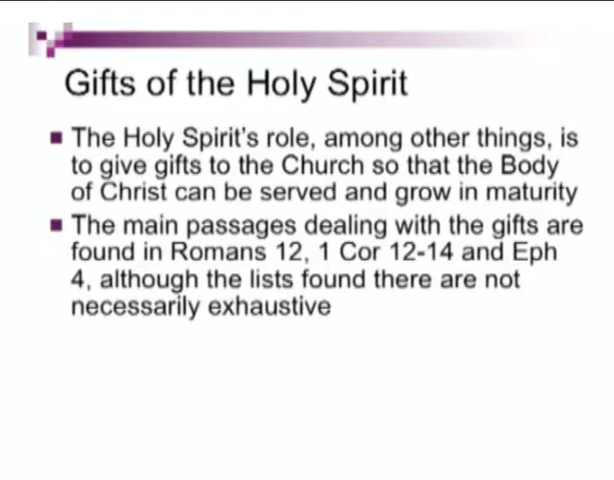 Gifts of the Holy Spirit
The Holy Spirit's role, among other things, is
to give gifts to the Church so that the Body
of Christ can be served and grow in maturity
The main passages dealing with the gifts are
found in Romans 12, 1 Cor 12-14 and Eph
4, although the lists found there are not
necessarily exhaustive